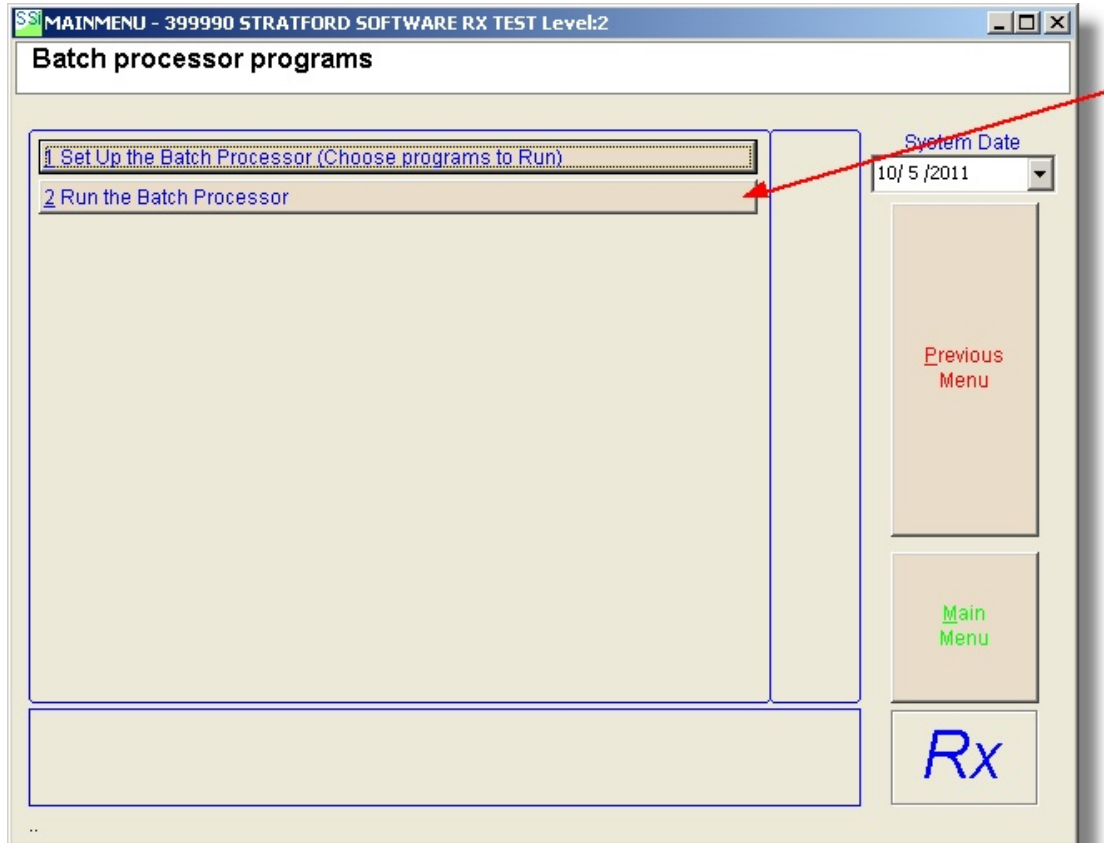 SSi MAINMENU - 399990 STRATFORD SOFTWARE RX TEST Level:2
Batch processor programs
1 Set Up the Batch Processor (Choose programs to Run)
2 Run the Batch Processor
System Date
10/ 5 /2011
Previous
Menu
Main
Menu
Rx
..